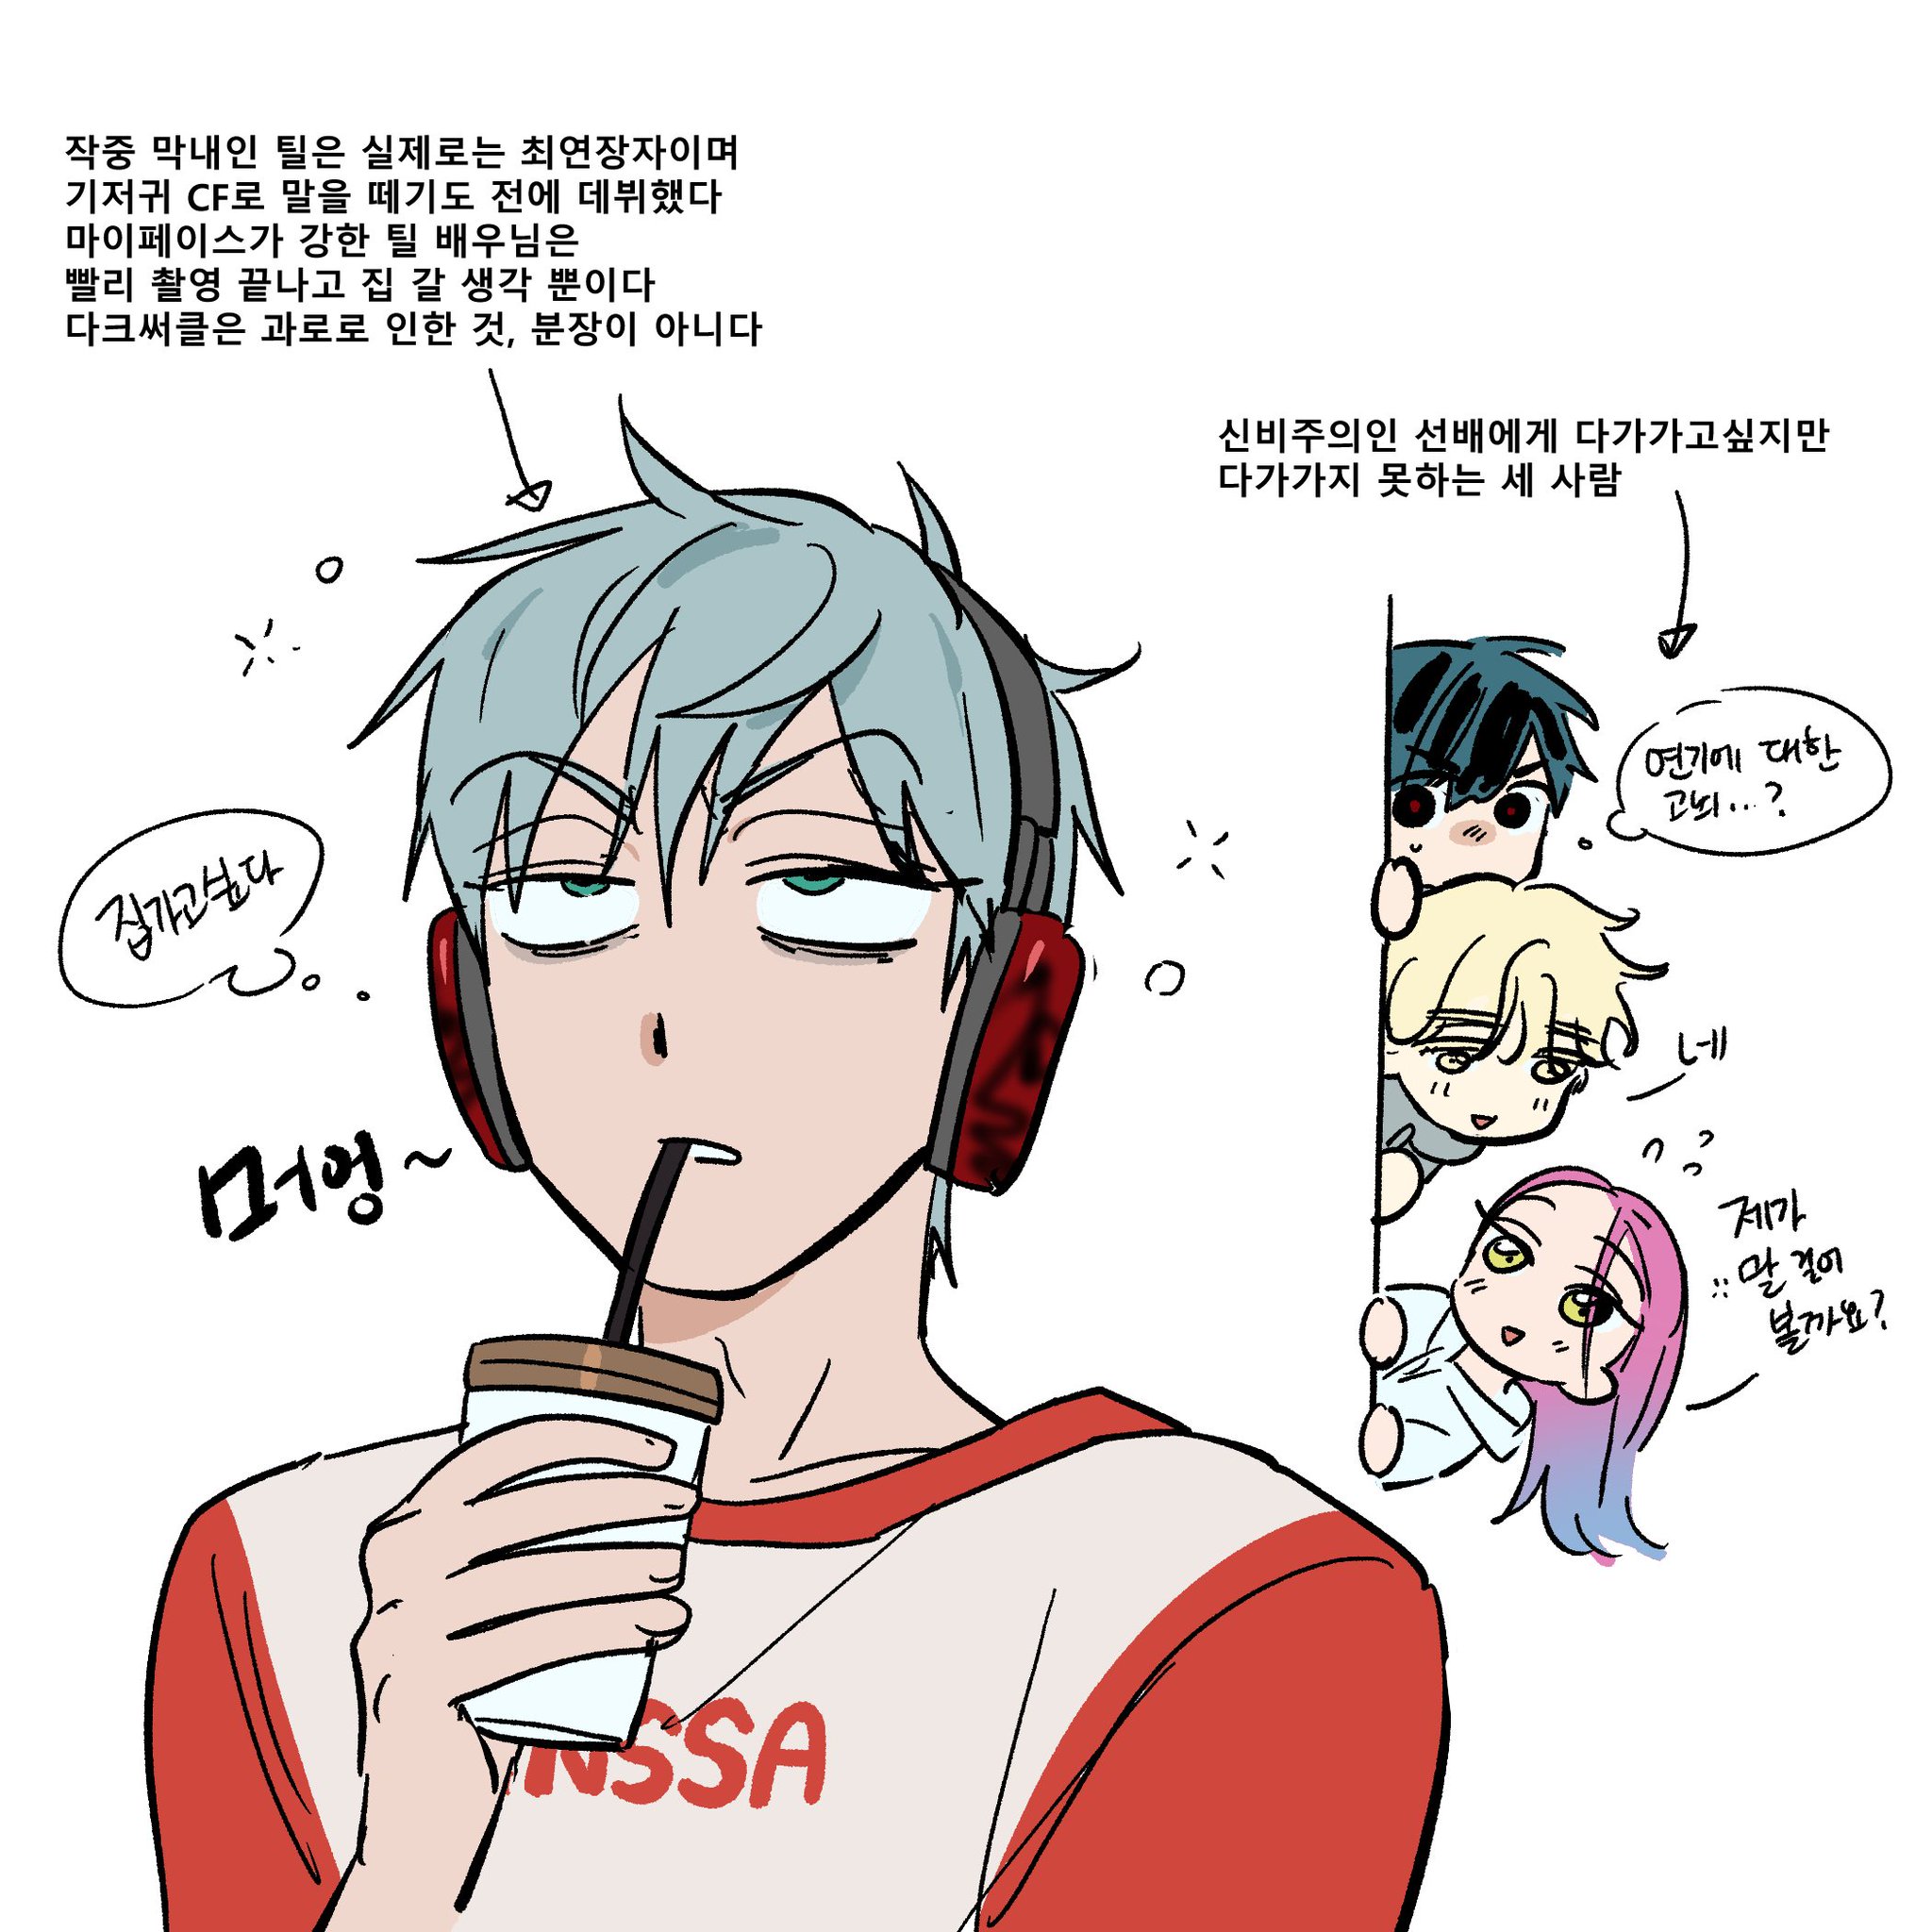 작중 막내인 틸은 실제로는 최연장자이며
기저귀 CF로 말을 떼기도 전에 데뷔했다
마이페이스가 강한 틸 배우님은
빨리 촬영 끝나고 집 갈 생각 뿐이다
다크써클은 과로로 인한 것, 분장이 아니다
신비주의인 선배에게 다가가고싶지만
다가가지 못하는 세 사람
연기에 대한
고뇌...?
집가고싶다
네
머엉~
제가
말 걸어
볼까요?
NSSA